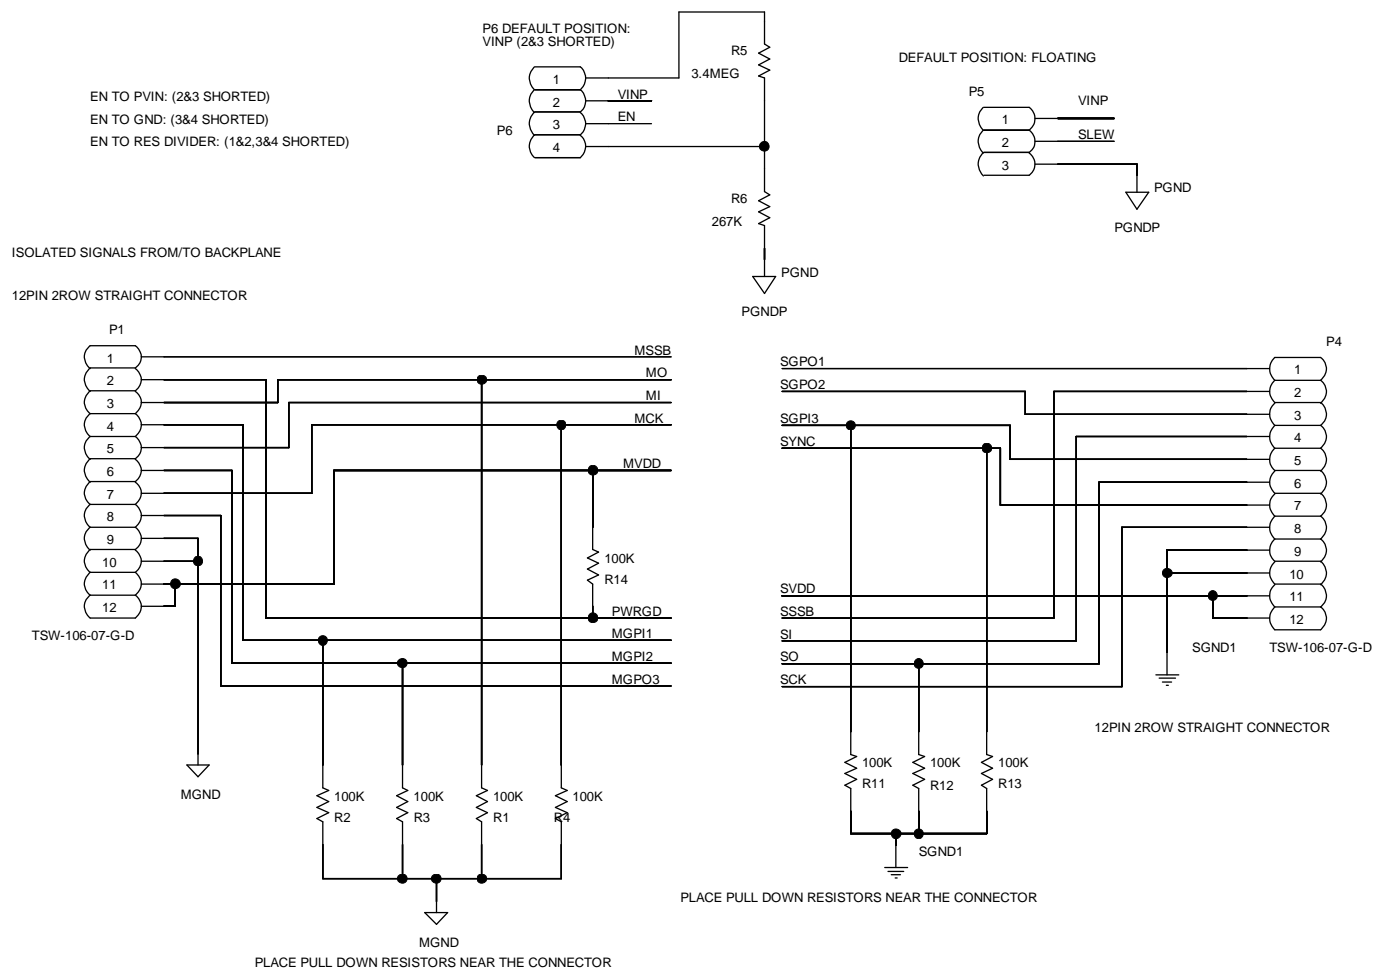 P6 DEFAULT POSITION:
VINP (2&3 SHORTED)
R5
3.4MEG
1
2
3
4
VINP
EN
P6
R6
267K
PGND
PGNDP
EN TO PVIN: (2&3 SHORTED)
EN TO GND: (3&4 SHORTED)
EN TO RES DIVIDER: (1&2,3&4 SHORTED)
DEFAULT POSITION: FLOATING
P5
1
2
3
VINP
SLEW
PGND
PGNDP
ISOLATED SIGNALS FROM/TO BACKPLANE
12PIN 2ROW STRAIGHT CONNECTOR
P1
1
2
3
4
5
6
7
8
9
10
11
12
TSW-106-07-G-D
MSSB
MO
MI
MCK
MVDD
100K
R14
PWRGD
MGPI1
MGPI2
MGPO3
MGND
100K
R2
100K
R3
100K
R1
100K
R4
MGND
PLACE PULL DOWN RESISTORS NEAR THE CONNECTOR
SGPO1
SGPO2
SGPI3
SYNC
SVDD
SSSB
SI
SO
SCK
P4
1
2
3
4
5
6
7
8
9
10
11
12
SGND1
TSW-106-07-G-D
12PIN 2ROW STRAIGHT CONNECTOR
100K
R11
100K
R12
100K
R13
SGND1
PLACE PULL DOWN RESISTORS NEAR THE CONNECTOR